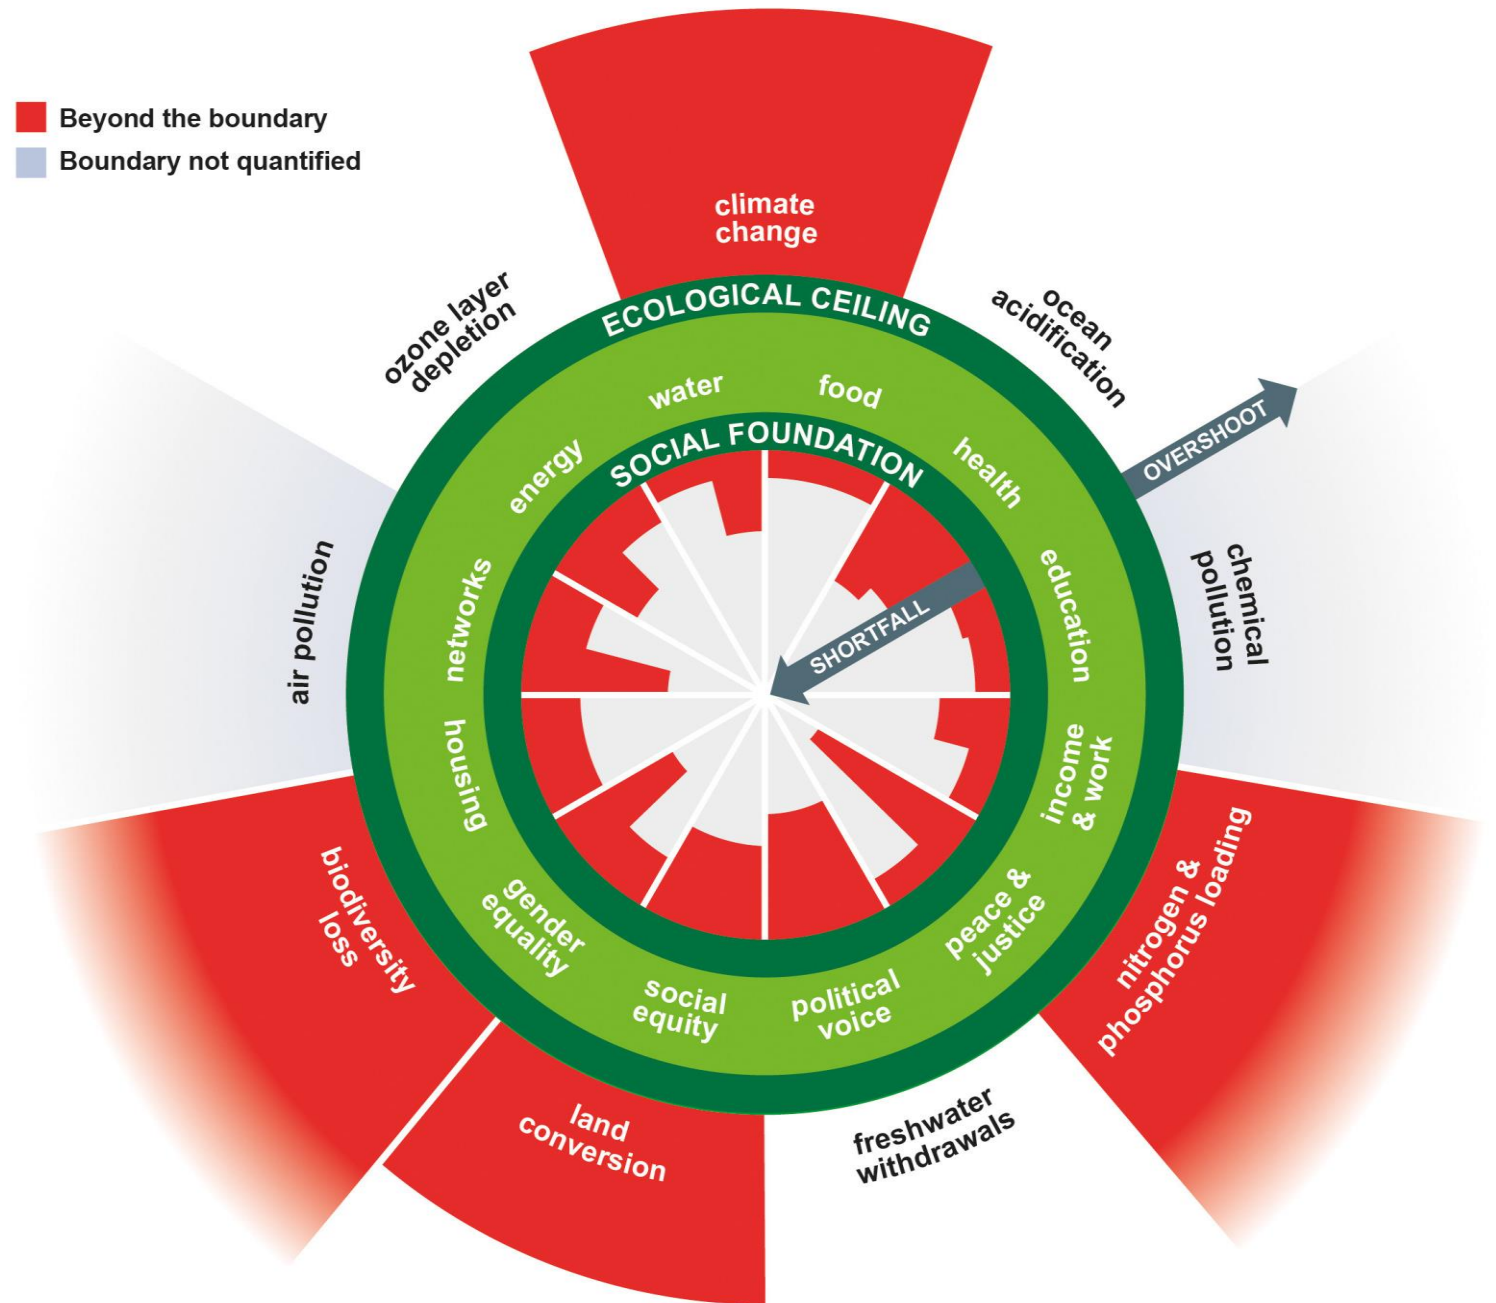 Beyond the boundary
Boundary not quantified
climate
change
ozone layer
depletion
ocean
acidification
ECOLOGICAL CEILING
water
food
energy
health
SOCIAL FOUNDATION
OVERSHOOT
networks
education
air pollution
chemical
pollution
SHORTFALL
housing
income
& work
biodiversity
loss
nitrogen &
phosphorus loading
gender
equality
peace &
justice
social
equity
political
voice
land
conversion
freshwater
withdrawals